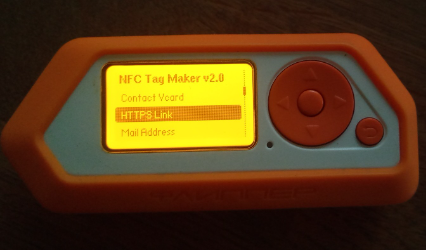 NFC Tag Maker v2.0
Contact Vcard
HTTPS Link
Mail Address